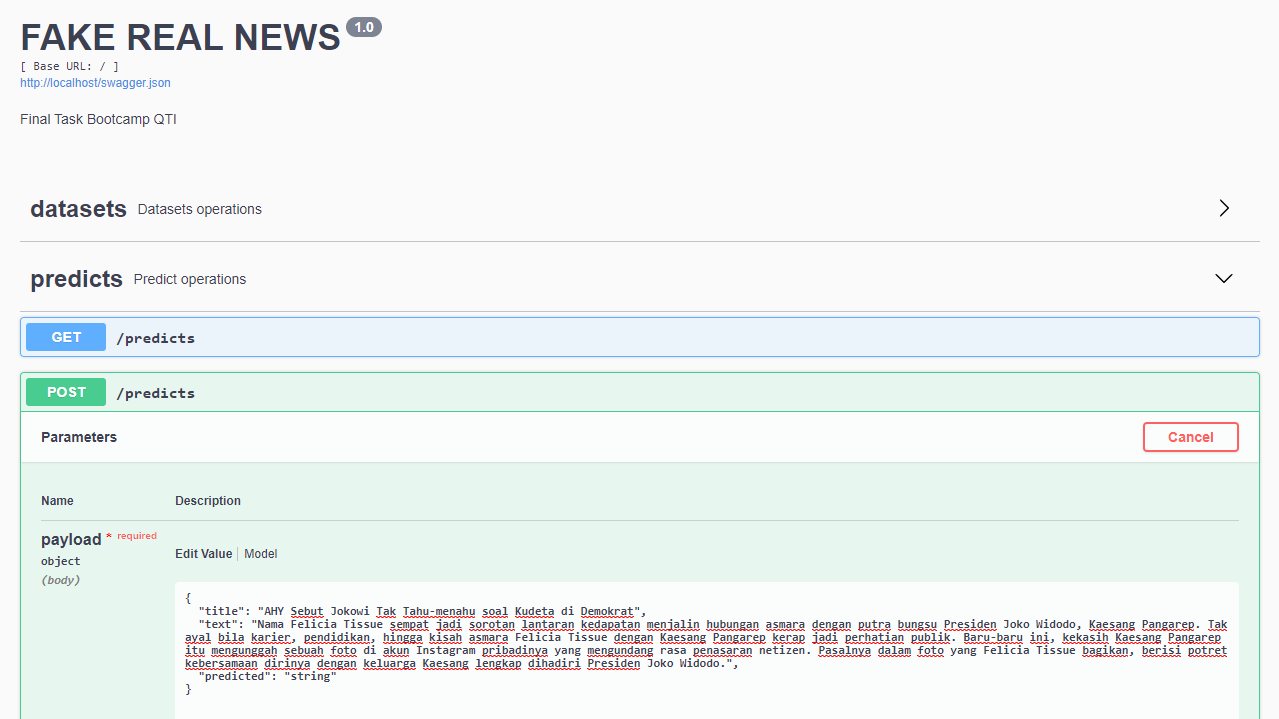 FAKE REAL NEWS 1.0
[ Base URL: / ]
http://localhost/swagger.json
Final Task Bootcamp QTI
datasets Datasets operations
predicts Predict operations
GET /predicts
POST /predicts
Parameters Cancel
Name Description
payload * required
object
(body)
Edit Value Model
{
"title": "AHY Sebut Jokowi Tak Tahu-menahu soal Kudeta di Demokrat",
"text": "Nama Felicia Tissue sempat jadi sorotan lantaran kedapatan menjalin hubungan asmara dengan putra bungsu Presiden Joko Widodo, Kaesang Pangarep. Tak
ayal bila karier, pendidikan, hingga kisah asmara Felicia Tissue dengan Kaesang Pangarep kerap jadi perhatian publik. Baru-baru ini, kekasih Kaesang Pangarep
itu mengunggah sebuah foto di akun Instagram pribadinya yang mengundang rasa penasaran netizen. Pasalnya dalam foto yang Felicia Tissue bagikan, berisi potret
kebersamaan dirinya dengan keluarga Kaesang lengkap dihadiri Presiden Joko Widodo.",
"predicted": "string"
}